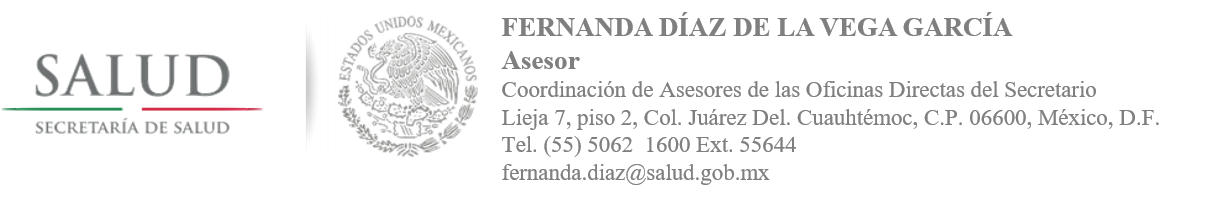 SALUD
SECRETARÍA DE SALUD
ESTADOS UNIDOS MEXICANOS
FERNANDA DÍAZ DE LA VEGA GARCÍA
Asesor
Coordinación de Asesores de las Oficinas Directas del Secretario
Lieja 7, piso 2, Col. Juárez Del. Cuauhtémoc, C.P. 06600, México, D.F.
Tel. (55) 5062  1600 Ext. 55644
fernanda.diaz@salud.gob.mx